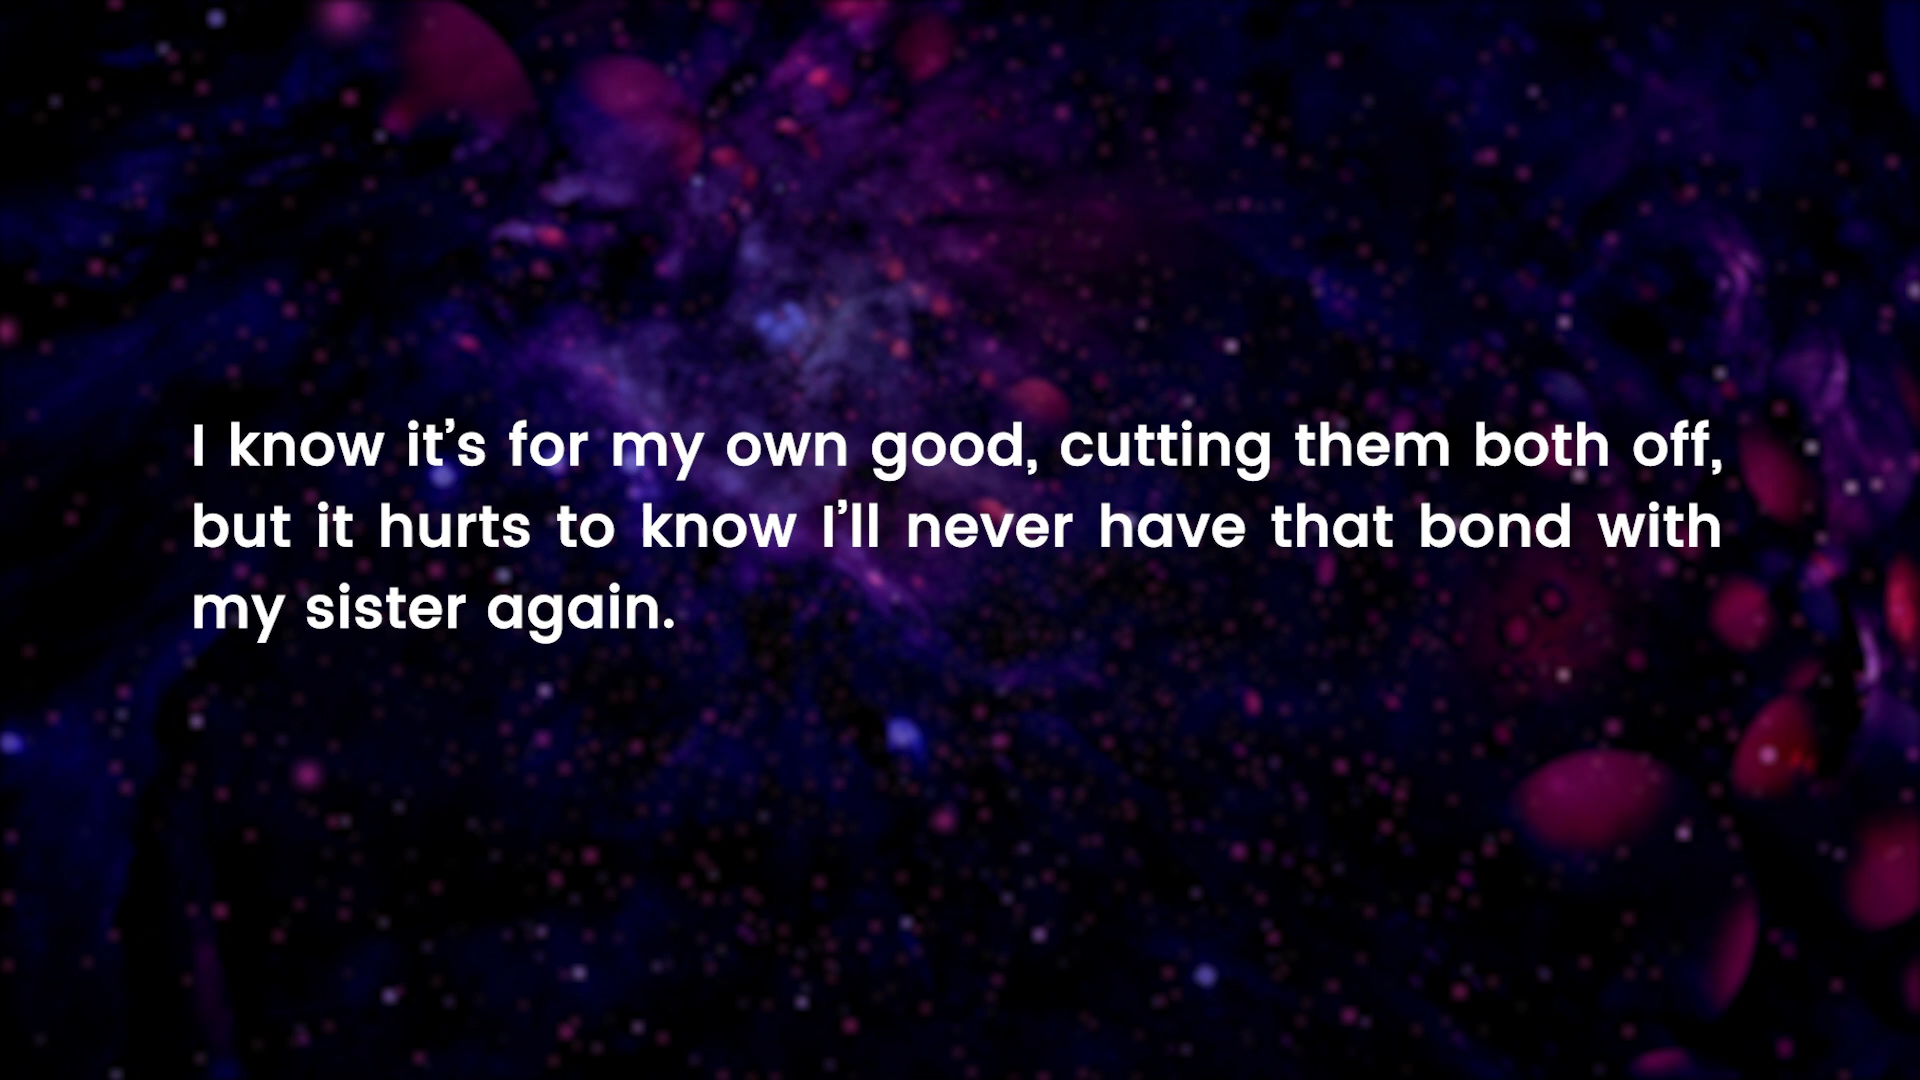 I know it’s for my own good, cutting them both off,
but it hurts to know I’ll never have that bond with
my sister again.